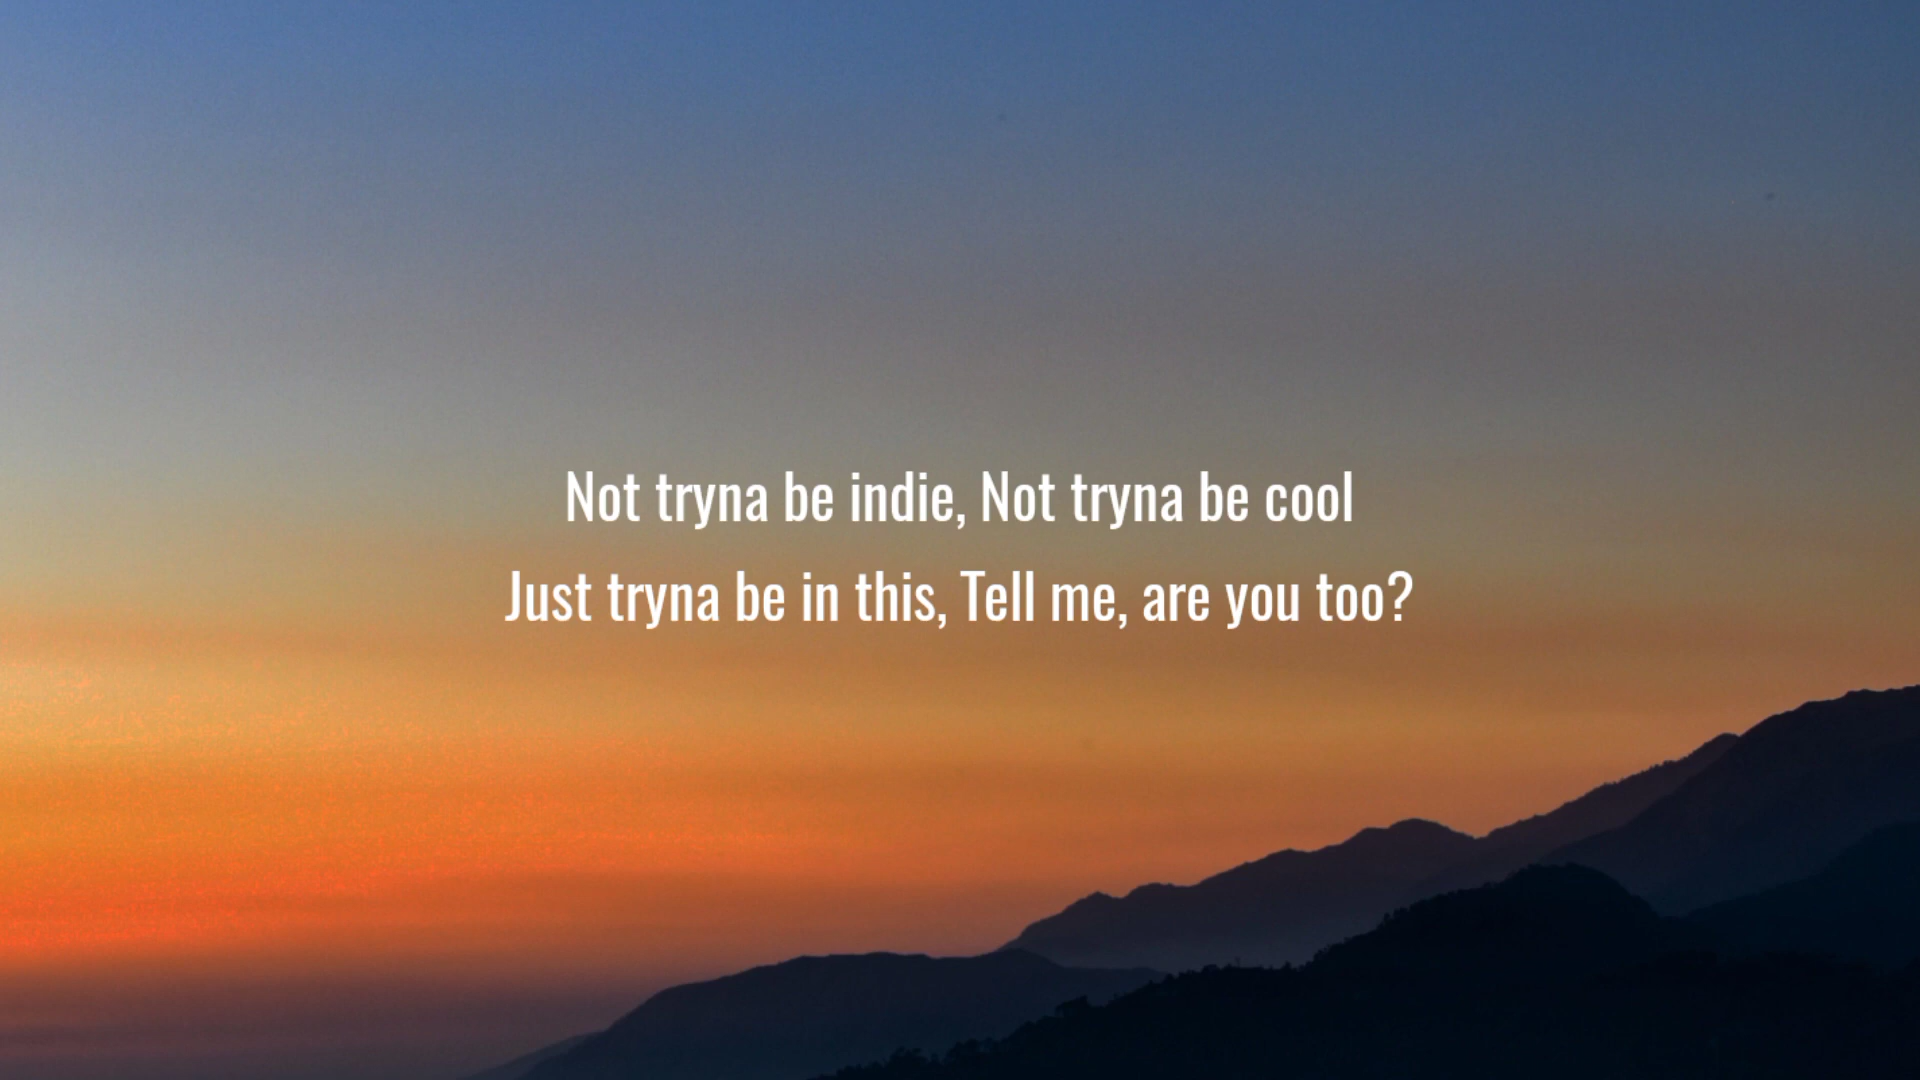 Not tryna be indie, Not tryna be cool
Just tryna be in this, Tell me, are you too?